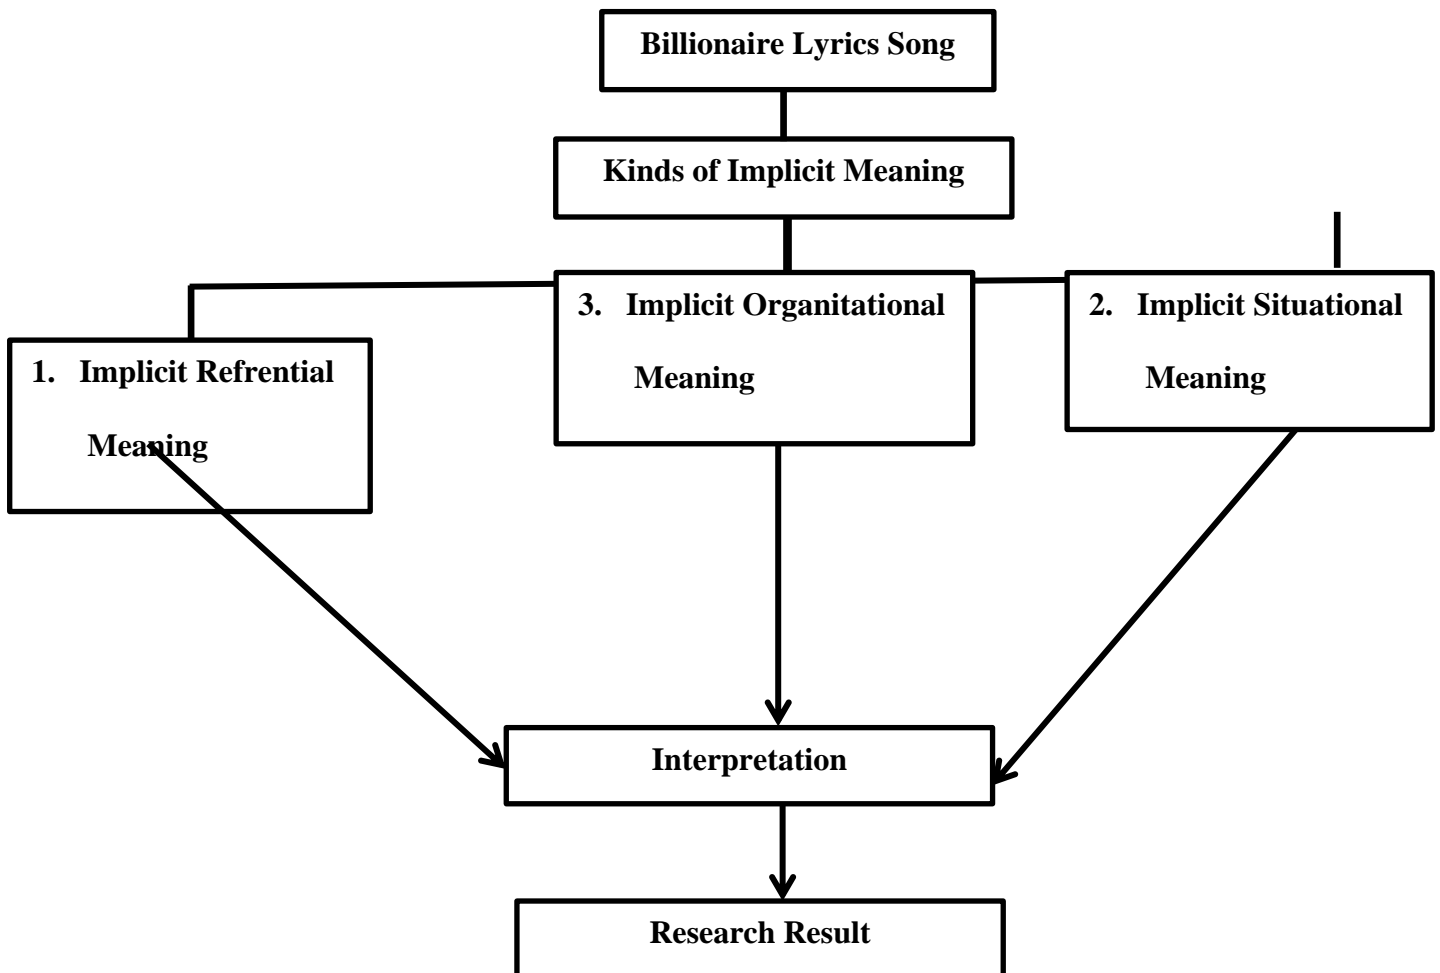 Billionaire Lyrics Song
Kinds of Implicit Meaning
3. Implicit Organitational
Meaning
2. Implicit Situational
Meaning
1. Implicit Refrential
Meaning
Interpretation
Research Result